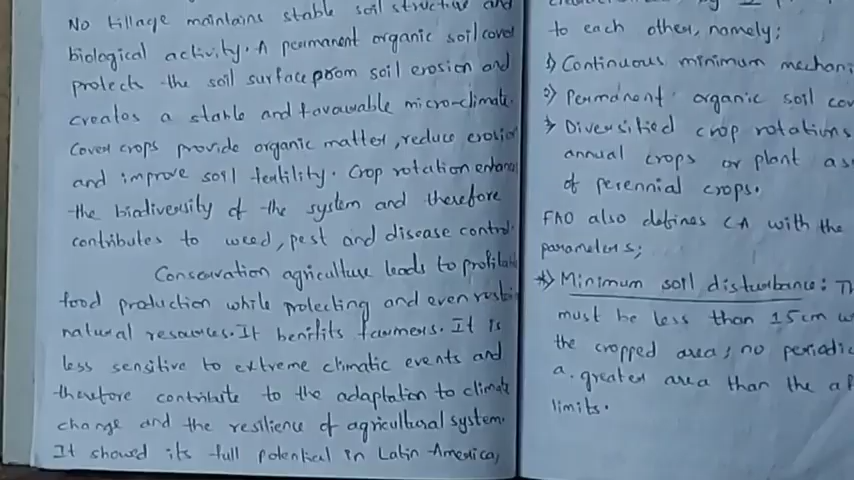 No tillage maintains stable soil structure and
biological activity. A permanent organic soil cover
protects the soil surface from soil erosion and
creates a stable and favourable micro-climate.
Cover crops provide organic matter, reduce erosion
and improve soil fertility. Crop rotation enhances
the biodiversity of the system and therefore
contributes to weed, pest and disease control.
Conservation agriculture leads to profitable
food production while protecting and even
natural resources. It benifits farmers. It is
less sensitive to extreme climatic events and
therefore contribute to the adaptation to climate
change and the resilience of agricultural system.
It showed its full potential in Latin America,
to each other, namely;
1) Continuous minimum mechani
2) Permanent organic soil cov
3) Diversified crop rotations
annual crops or plant as
of perennial crops.
FAO also defines CA with the
parameters;
*) Minimum soil disturbance: Th
must be less than 15cm w
the cropped area; no periodic
a greater area than the af
limits.